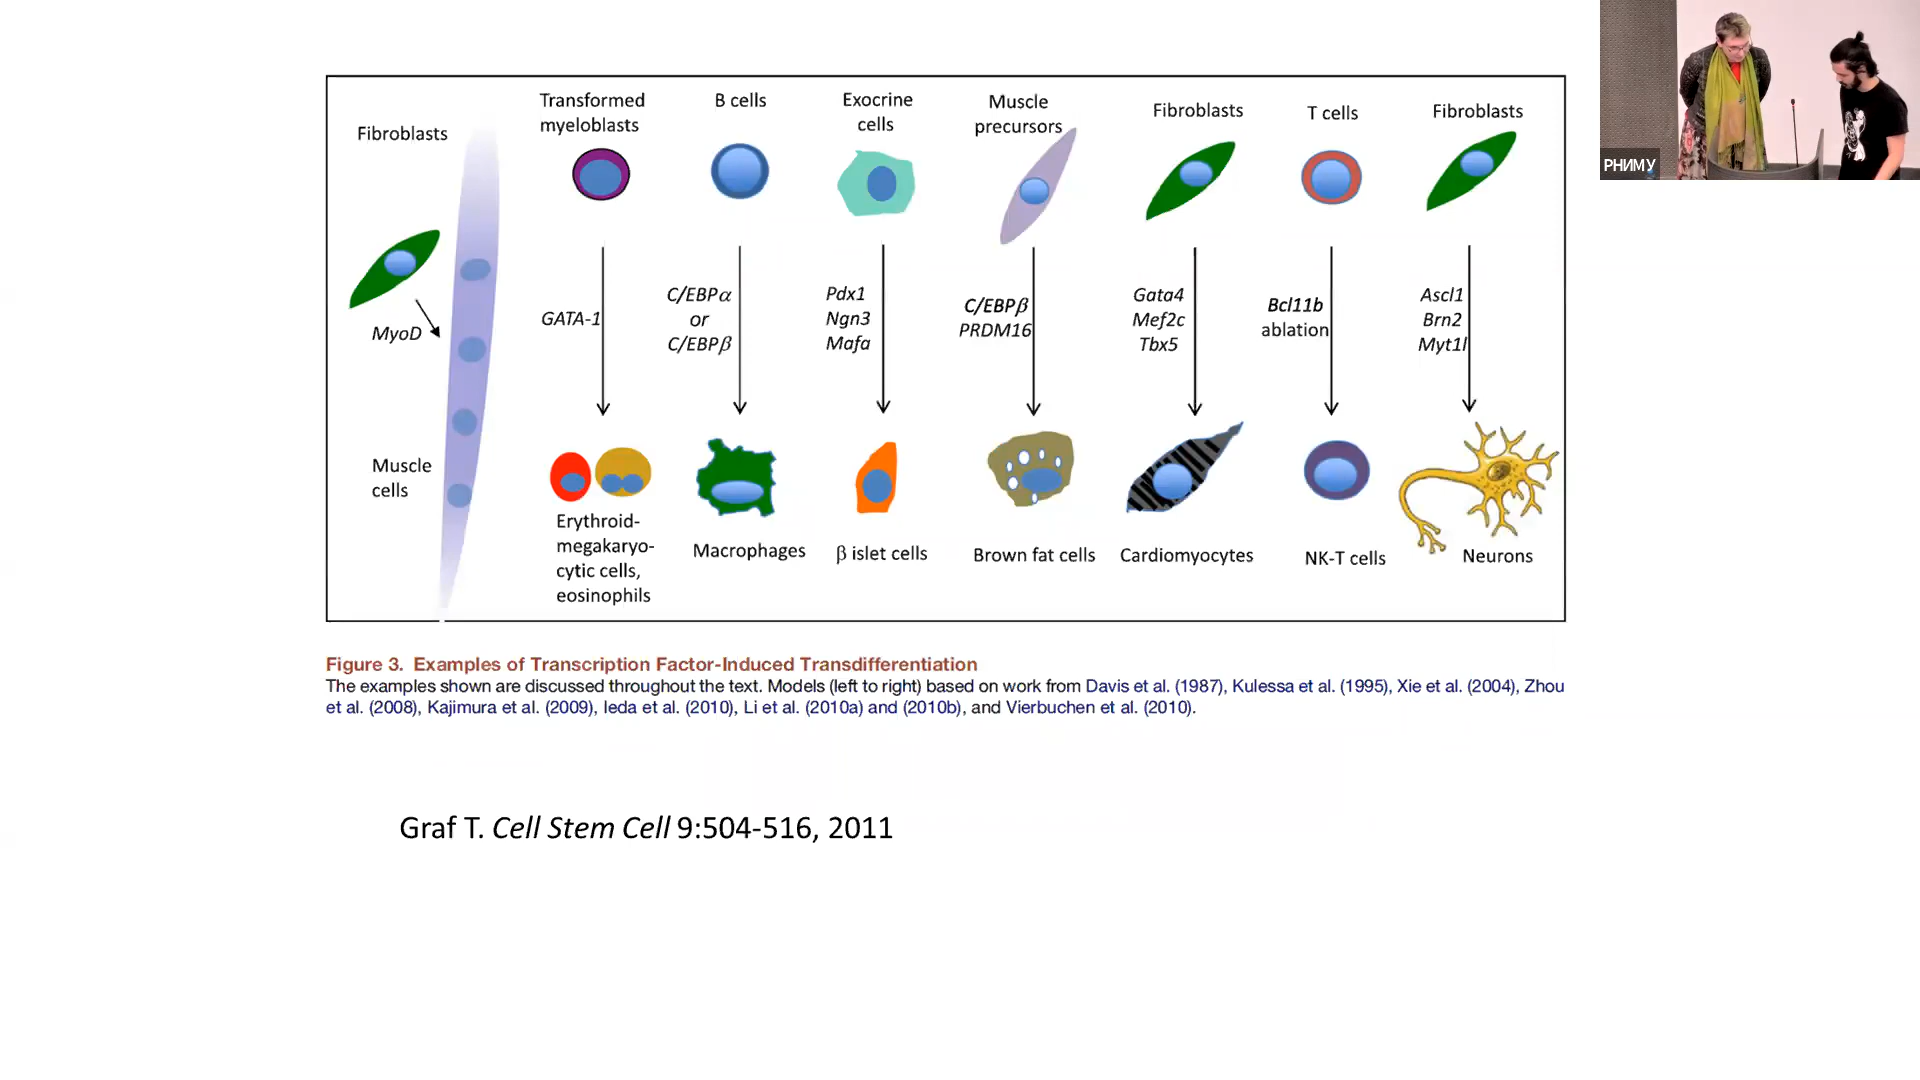 Fibroblasts
MyoD
Muscle
cells
Transformed
myeloblasts
GATA-1
Erythroid-
megakaryo-
cytic cells,
eosinophils
B cells
C/EBPα
or
C/EBPβ
Macrophages
Exocrine
cells
Pdx1
Ngn3
Mafa
β islet cells
Muscle
precursors
C/EBPβ
PRDM16
Brown fat cells
Fibroblasts
Gata4
Mef2c
Tbx5
Cardiomyocytes
T cells
Bcl11b
ablation
NK-T cells
Fibroblasts
Ascl1
Brn2
Myt1l
Neurons
Figure 3. Examples of Transcription Factor-Induced Transdifferentiation
The examples shown are discussed throughout the text. Models (left to right) based on work from Davis et al. (1987), Kulessa et al. (1995), Xie et al. (2004), Zhou
et al. (2008), Kajimura et al. (2009), Ieda et al. (2010), Li et al. (2010a) and (2010b), and Vierbuchen et al. (2010).
Graf T. Cell Stem Cell 9:504-516, 2011
РНИМУ